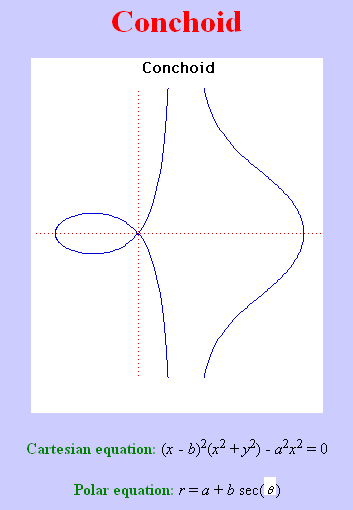 Conchoid
Conchoid
Cartesian equation: (x - b)²(x² + y²) - a²x² = 0
Polar equation: r = a + b sec(θ)